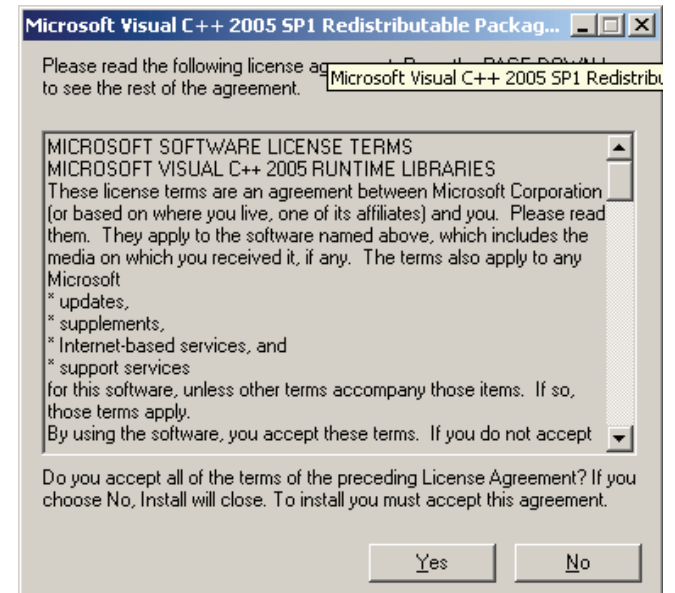 Microsoft Visual C++ 2005 SP1 Redistributable Packag...
Please read the following license
Microsoft Visual C++ 2005 SP1 Redistribu
to see the rest of the agreement.
MICROSOFT SOFTWARE LICENSE TERMS
MICROSOFT VISUAL C++ 2005 RUNTIME LIBRARIES
These license terms are an agreement between Microsoft Corporation
(or based on where you live, one of its affiliates) and you.  Please read
them.  They apply to the software named above, which includes the
media on which you received it, if any.  The terms also apply to any
Microsoft
* updates,
* supplements,
* Internet-based services, and
* support services
for this software, unless other terms accompany those items.  If so,
those terms apply.
By using the software, you accept these terms.  If you do not accept
Do you accept all of the terms of the preceding License Agreement? If you
choose No, Install will close. To install you must accept this agreement.
Yes
No